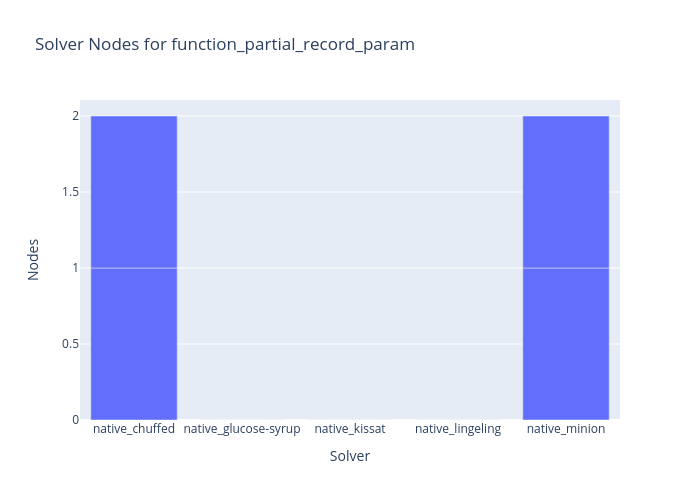 Solver Nodes for function_partial_record_param
2
1.5
1
0.5
0
Nodes
native_chuffed native_glucose-syrup native_kissat native_lingeling native_minion
Solver